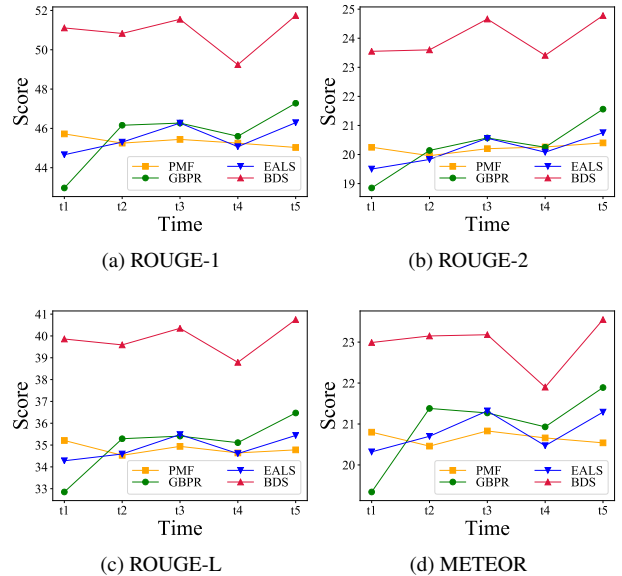 52
50
48
46
44
Score
PMF
GBPR
EALS
BDS
t1 t2 t3 t4 t5
Time
(a) ROUGE-1
25
24
23
22
21
20
19
Score
PMF
GBPR
EALS
BDS
t1 t2 t3 t4 t5
Time
(b) ROUGE-2
41
40
39
38
37
36
35
34
33
Score
PMF
GBPR
EALS
BDS
t1 t2 t3 t4 t5
Time
(c) ROUGE-L
23
22
21
20
Score
PMF
GBPR
EALS
BDS
t1 t2 t3 t4 t5
Time
(d) METEOR